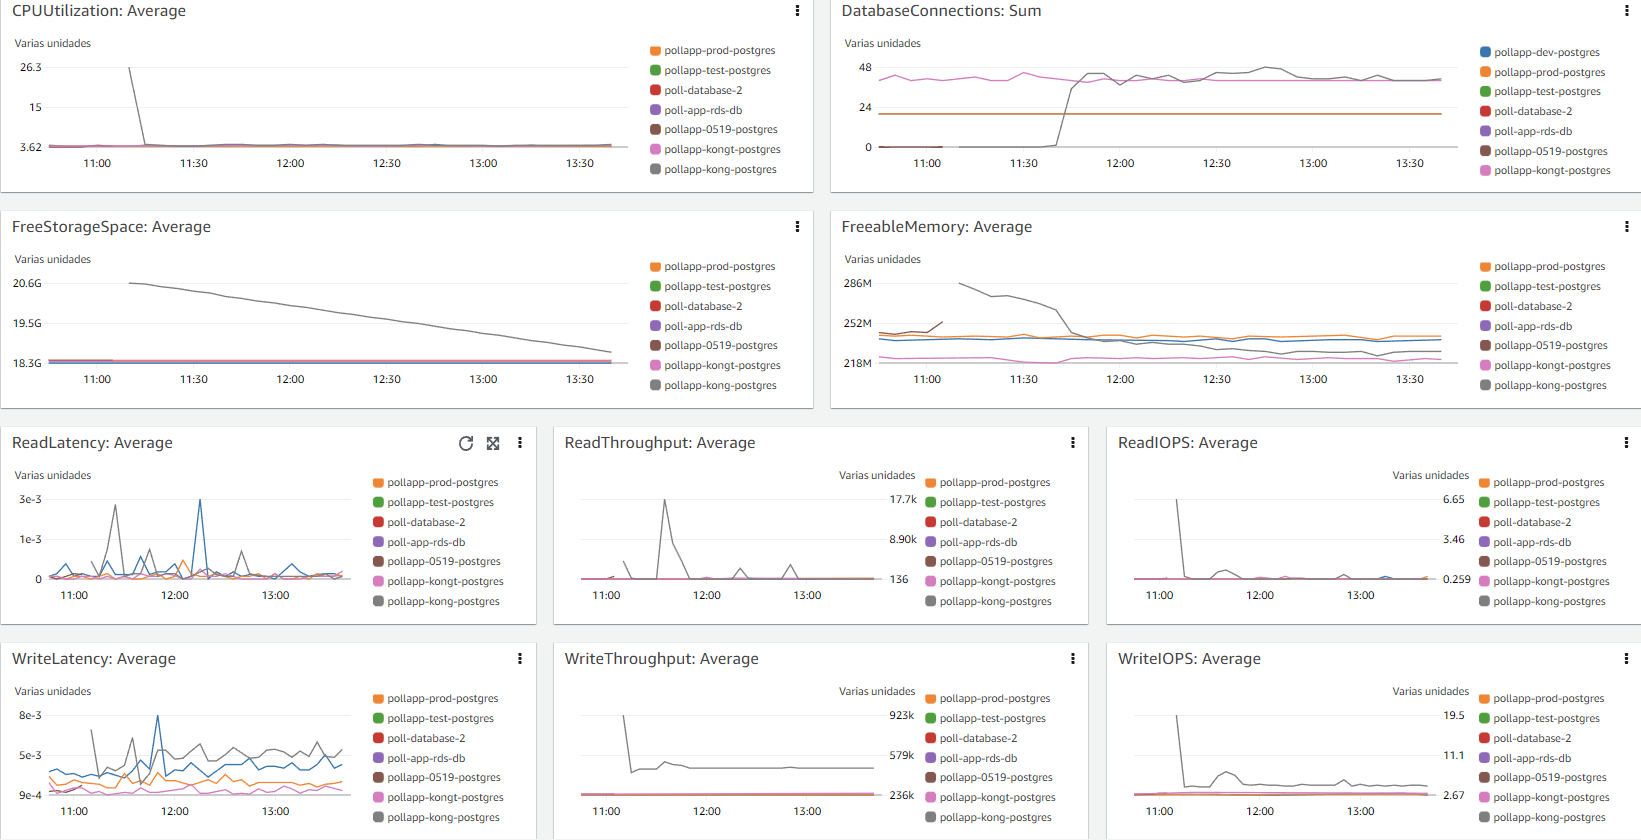 CPUUtilization: Average
Varias unidades
26.3
15
3.62
11:00 11:30 12:00 12:30 13:00 13:30
pollapp-prod-postgres
pollapp-test-postgres
poll-database-2
poll-app-rds-db
pollapp-0519-postgres
pollapp-kongt-postgres
pollapp-kong-postgres
DatabaseConnections: Sum
Varias unidades
48
24
0
11:00 11:30 12:00 12:30 13:00 13:30
pollapp-dev-postgres
pollapp-prod-postgres
pollapp-test-postgres
poll-database-2
poll-app-rds-db
pollapp-0519-postgres
pollapp-kongt-postgres
FreeStorageSpace: Average
Varias unidades
20.6G
19.5G
18.3G
11:00 11:30 12:00 12:30 13:00 13:30
pollapp-prod-postgres
pollapp-test-postgres
poll-database-2
poll-app-rds-db
pollapp-0519-postgres
pollapp-kongt-postgres
pollapp-kong-postgres
FreeableMemory: Average
Varias unidades
286M
252M
218M
11:00 11:30 12:00 12:30 13:00 13:30
pollapp-prod-postgres
pollapp-test-postgres
poll-database-2
poll-app-rds-db
pollapp-0519-postgres
pollapp-kongt-postgres
pollapp-kong-postgres
ReadLatency: Average
Varias unidades
3e-3
1e-3
0
11:00 12:00 13:00
pollapp-prod-postgres
pollapp-test-postgres
poll-database-2
poll-app-rds-db
pollapp-0519-postgres
pollapp-kongt-postgres
pollapp-kong-postgres
ReadThroughput: Average
Varias unidades
17.7k
8.90k
136
11:00 12:00 13:00
pollapp-prod-postgres
pollapp-test-postgres
poll-database-2
poll-app-rds-db
pollapp-0519-postgres
pollapp-kongt-postgres
pollapp-kong-postgres
ReadIOPS: Average
Varias unidades
6.65
3.46
0.259
11:00 12:00 13:00
pollapp-prod-postgres
pollapp-test-postgres
poll-database-2
poll-app-rds-db
pollapp-0519-postgres
pollapp-kongt-postgres
pollapp-kong-postgres
WriteLatency: Average
Varias unidades
8e-3
5e-3
9e-4
11:00 12:00 13:00
pollapp-prod-postgres
pollapp-test-postgres
poll-database-2
poll-app-rds-db
pollapp-0519-postgres
pollapp-kongt-postgres
pollapp-kong-postgres
WriteThroughput: Average
Varias unidades
923k
579k
236k
11:00 12:00 13:00
pollapp-prod-postgres
pollapp-test-postgres
poll-database-2
poll-app-rds-db
pollapp-0519-postgres
pollapp-kongt-postgres
pollapp-kong-postgres
WriteIOPS: Average
Varias unidades
19.5
11.1
2.67
11:00 12:00 13:00
pollapp-prod-postgres
pollapp-test-postgres
poll-database-2
poll-app-rds-db
pollapp-0519-postgres
pollapp-kongt-postgres
pollapp-kong-postgres